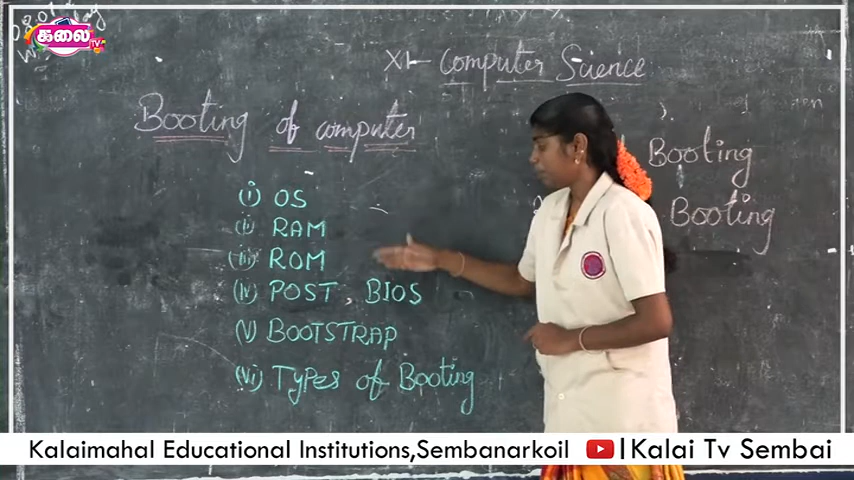 கலை TV
XI - Computer Science
Booting of computer
Booting
Booting
(i) OS
(ii) RAM
(iii) ROM
(iv) POST, BIOS
(v) BOOTSTRAP
(vi) Types of Booting
Kalaimahal Educational Institutions,Sembanarkoil
|Kalai Tv Sembai